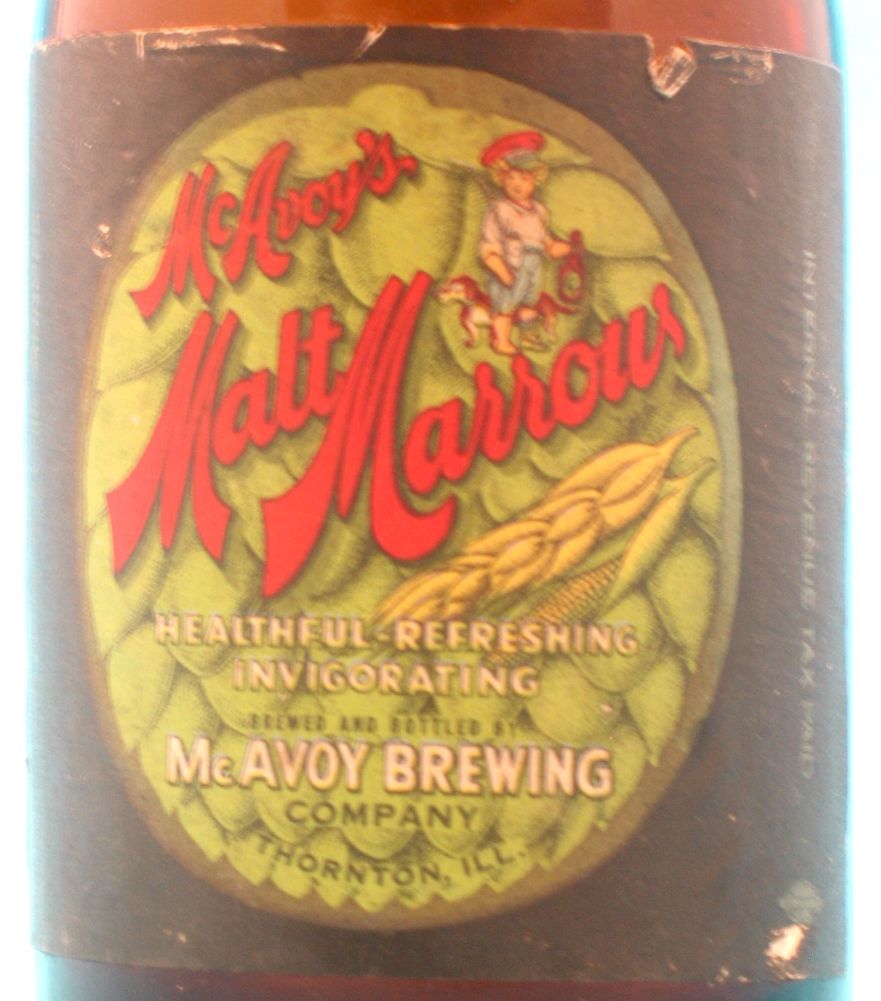 McAvoy's
Malt Marrow
HEALTHFUL-REFRESHING
INVIGORATING
BREWED AND BOTTLED BY
McAVOY BREWING
COMPANY
THORNTON, ILL.
INTERNAL REVENUE TAX PAID